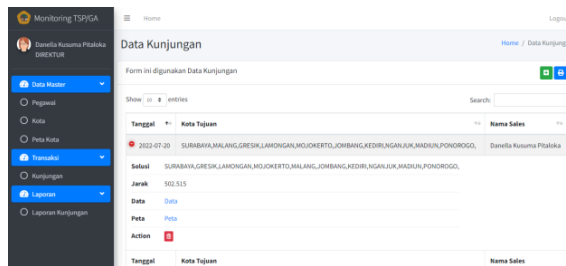 Monitoring TSP/GA
Home
Logou
Danella Kusuma Pitaloka
DIREKTUR
Data Kunjungan
Home / Data Kunjung
Form ini digunakan Data Kunjungan
Data Master
Pegawai
Kota
Peta Kota
Transaksi
Kunjungan
Laporan
Laporan Kunjungan
Show 10 entries
Search:
Tanggal Kota Tujuan Nama Sales
2022-07-20 SURABAYA,MALANG,GRESIK,LAMONGAN,MOJOKERTO,JOMBANG,KEDIRI,NGANJUK,MADIUN,PONOROGO, Danella Kusuma Pitaloka
Solusi SURABAYA,GRESIK,LAMONGAN,MOJOKERTO,MALANG,JOMBANG,KEDIRI,NGANJUK,MADIUN,PONOROGO,
Jarak 502.515
Data Data
Peta Peta
Action
Tanggal Kota Tujuan Nama Sales